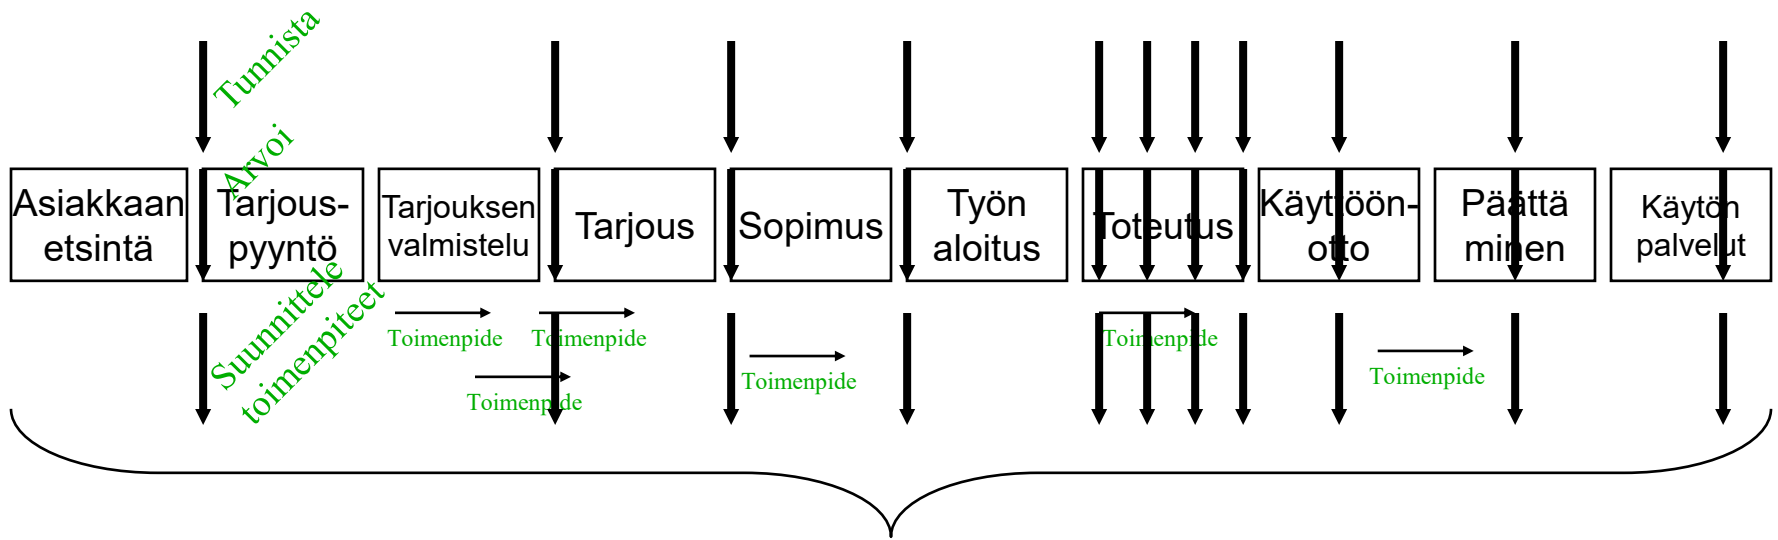 Tunnista
Arvoi
Asiakkaan
etsintä
Tarjous-
pyyntö
Tarjouksen
valmistelu
Tarjous
Sopimus
Työn
aloitus
Toteutus
Käyttöön-
otto
Päättä
minen
Käytön
palvelut
Suunnittele
toimenpiteet
Toimenpide
Toimenpide
Toimenpide
Toimenpide
Toimenpide
Toimenpide